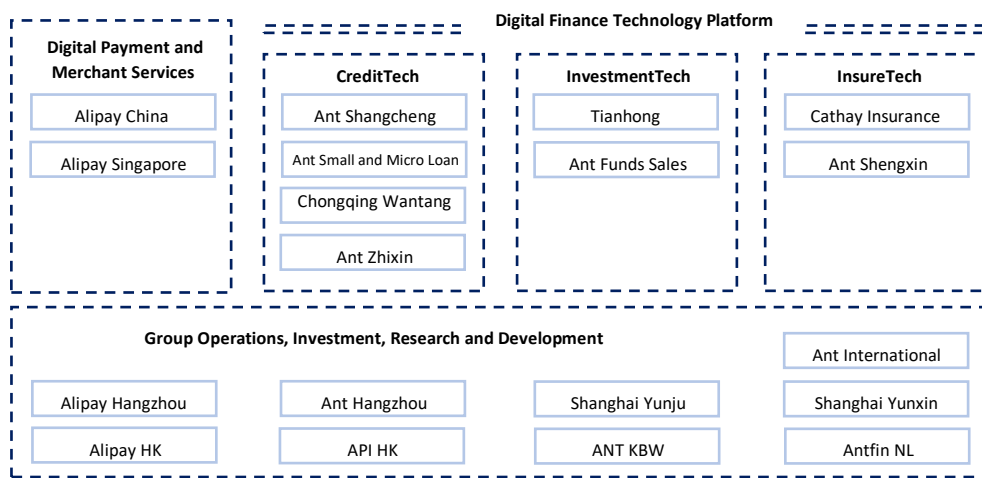 Digital Finance Technology Platform
Digital Payment and
Merchant Services
Alipay China
Alipay Singapore
CreditTech
Ant Shangcheng
Ant Small and Micro Loan
Chongqing Wantang
Ant Zhixin
InvestmentTech
Tianhong
Ant Funds Sales
InsureTech
Cathay Insurance
Ant Shengxin
Group Operations, Investment, Research and Development
Ant International
Alipay Hangzhou
Ant Hangzhou
Shanghai Yunju
Shanghai Yunxin
Alipay HK
API HK
ANT KBW
Antfin NL